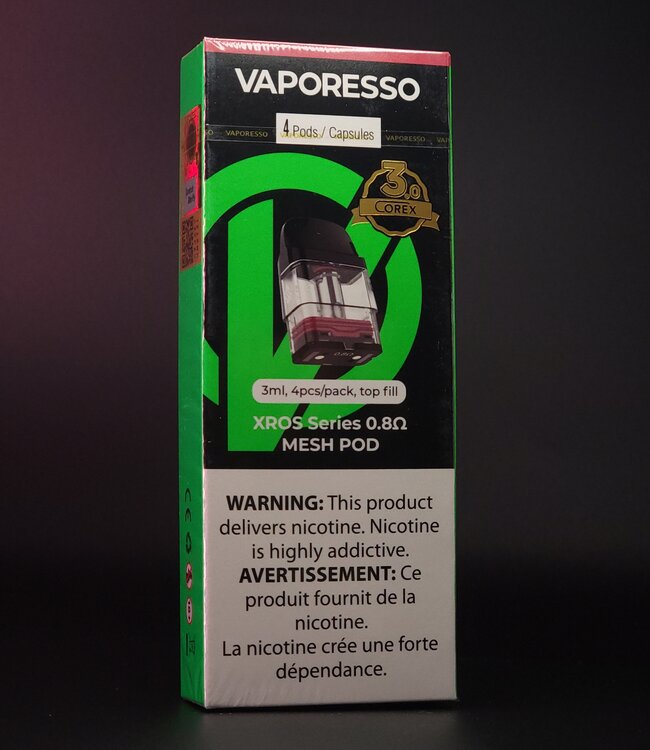 VAPORESSO
4 Pods / Capsules
VAPORESSO VAPORESSO VAPORESSO
3.0
COREX
0.8Ω
3ml, 4pcs/pack, top fill
XROS Series 0.8Ω
MESH POD
WARNING: This product
delivers nicotine. Nicotine
is highly addictive.
AVERTISSEMENT: Ce
produit fournit de la
nicotine.
La nicotine crée une forte
dépendance.
CE